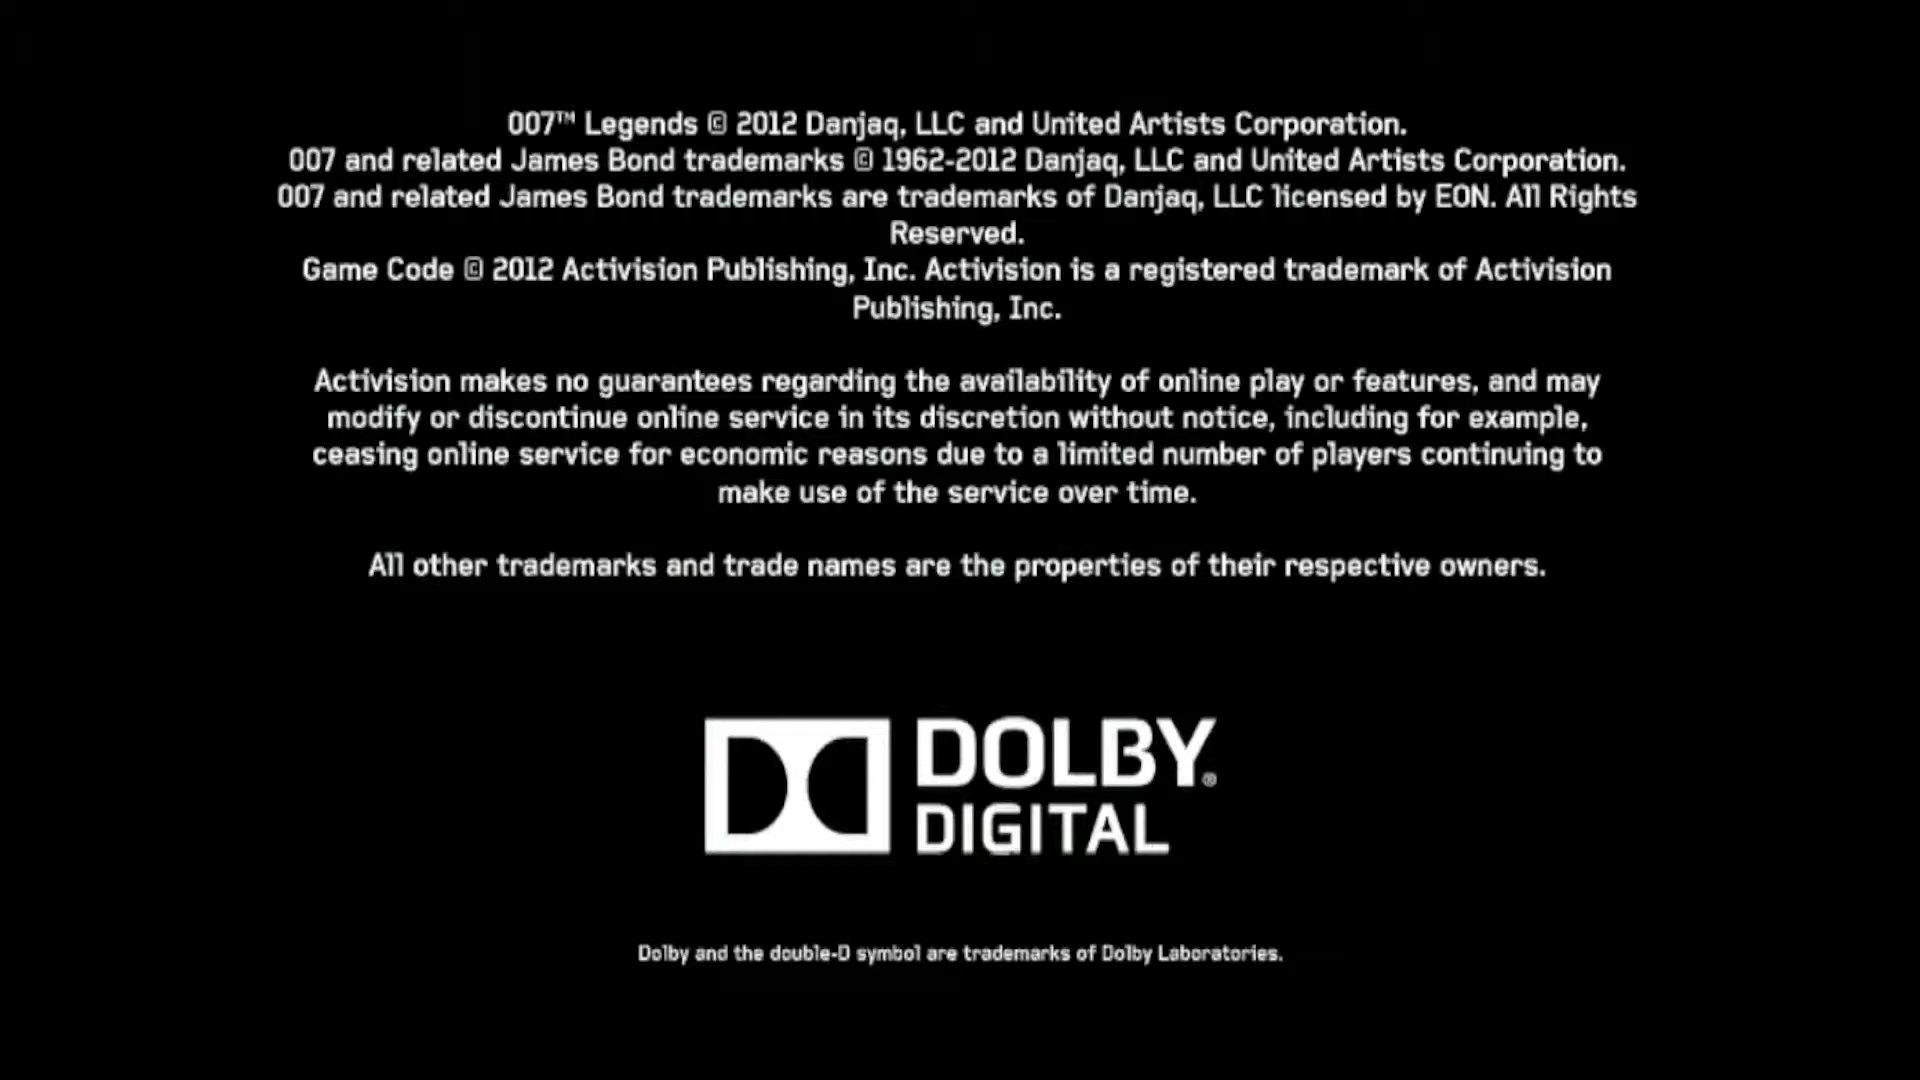 007™ Legends © 2012 Danjaq, LLC and United Artists Corporation.
007 and related James Bond trademarks © 1962-2012 Danjaq, LLC and United Artists Corporation.
007 and related James Bond trademarks are trademarks of Danjaq, LLC licensed by EON. All Rights
Reserved.
Game Code © 2012 Activision Publishing, Inc. Activision is a registered trademark of Activision
Publishing, Inc.
Activision makes no guarantees regarding the availability of online play or features, and may
modify or discontinue online service in its discretion without notice, including for example,
ceasing online service for economic reasons due to a limited number of players continuing to
make use of the service over time.
All other trademarks and trade names are the properties of their respective owners.
DOLBY®
DIGITAL
Dolby and the double-D symbol are trademarks of Dolby Laboratories.